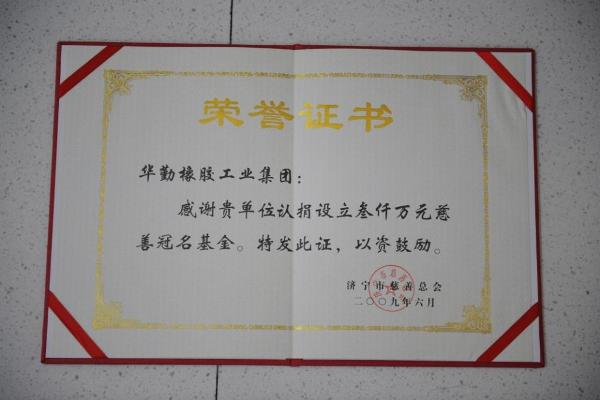 荣誉证书
华勤橡胶工业集团：
感谢贵单位认捐设立叁仟万元慈
善冠名基金。特发此证，以资鼓励。
济宁市慈善总会
二〇〇九年六月